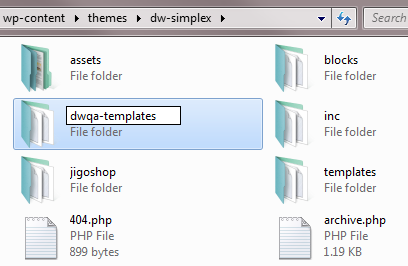 wp-content ▸ themes ▸ dw-simplex ▸ Search
assets
File folder
blocks
File folder
dwqa-templates
File folder
inc
File folder
jigoshop
File folder
templates
File folder
404.php
PHP File
899 bytes
archive.php
PHP File
1.19 KB